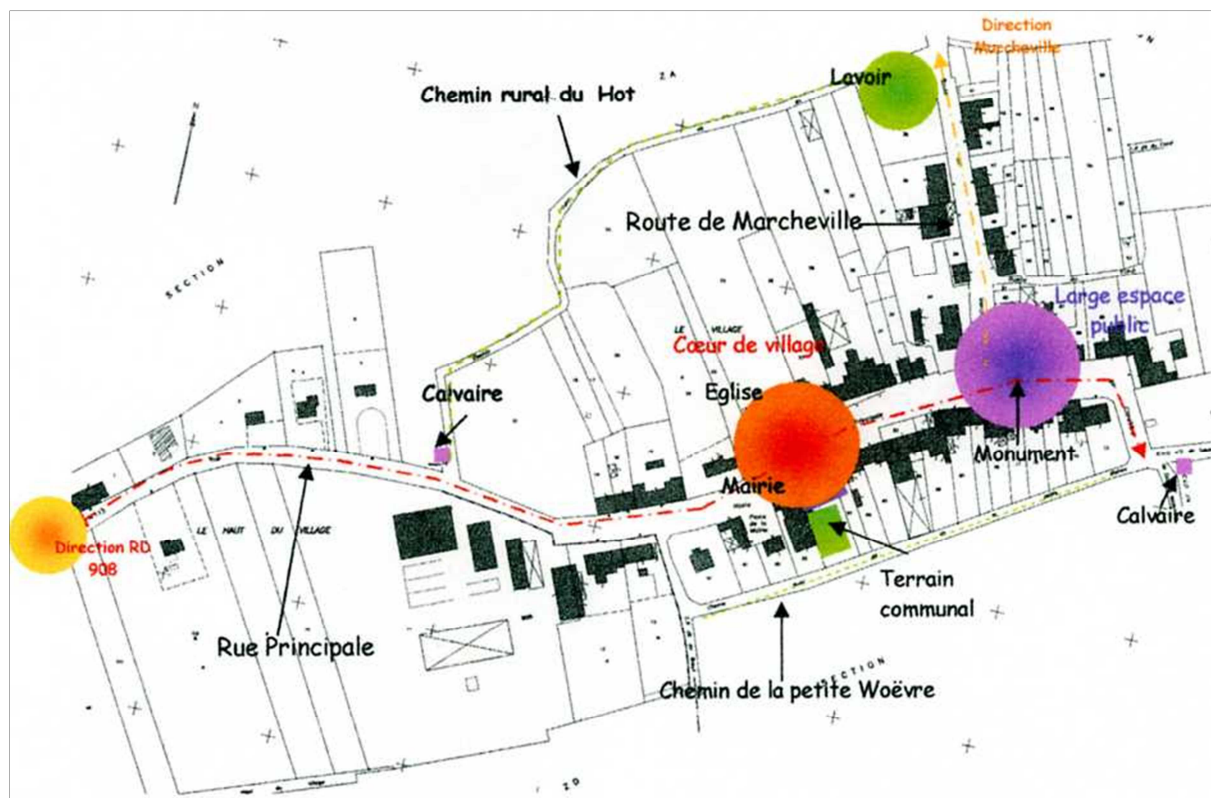 Direction
Marcheville
Lavoir
Z A
Chemin rural du Hot
N
Route de Marcheville
SECTION
Large espace
public
LE VILLAGE
Cœur de village
Calvaire
Eglise
Monument
Mairie
Calvaire
LE HAUT DU VILLAGE
Direction RD
908
Terrain
communal
Rue Principale
SECTION
Chemin de la petite Woëvre
Z D